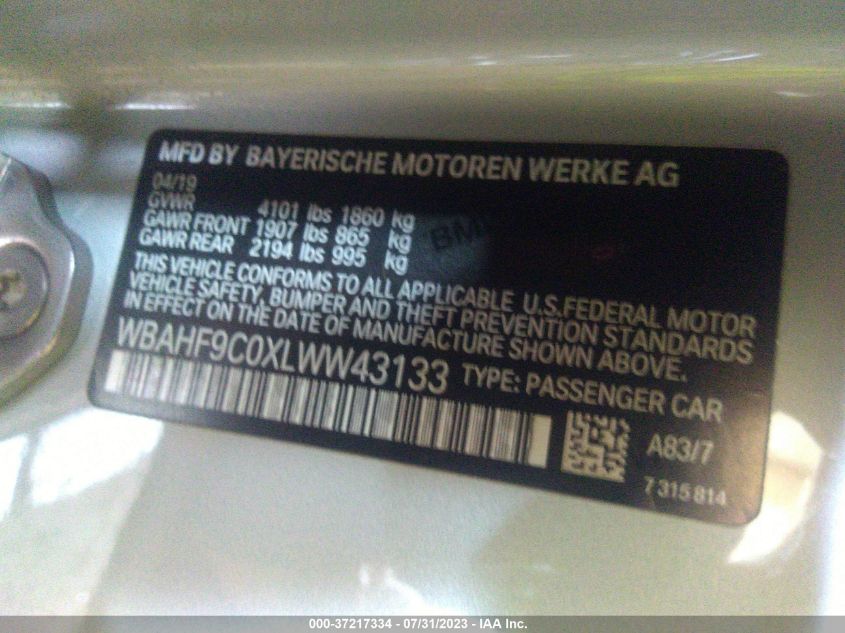 MFD BY BAYERISCHE MOTOREN WERKE AG
04/19
GVWR 4101 lbs 1860 kg
GAWR FRONT 1907 lbs 865 kg
GAWR REAR 2194 lbs 995 kg
THIS VEHICLE CONFORMS TO ALL APPLICABLE U.S.FEDERAL MOTOR
VEHICLE SAFETY, BUMPER AND THEFT PREVENTION STANDARDS
IN EFFECT ON THE DATE OF MANUFACTURE SHOWN ABOVE.
WBAHF9C0XLWW43133 TYPE: PASSENGER CAR
A83/7
7 315 814
000-37217334 - 07/31/2023 - IAA Inc.